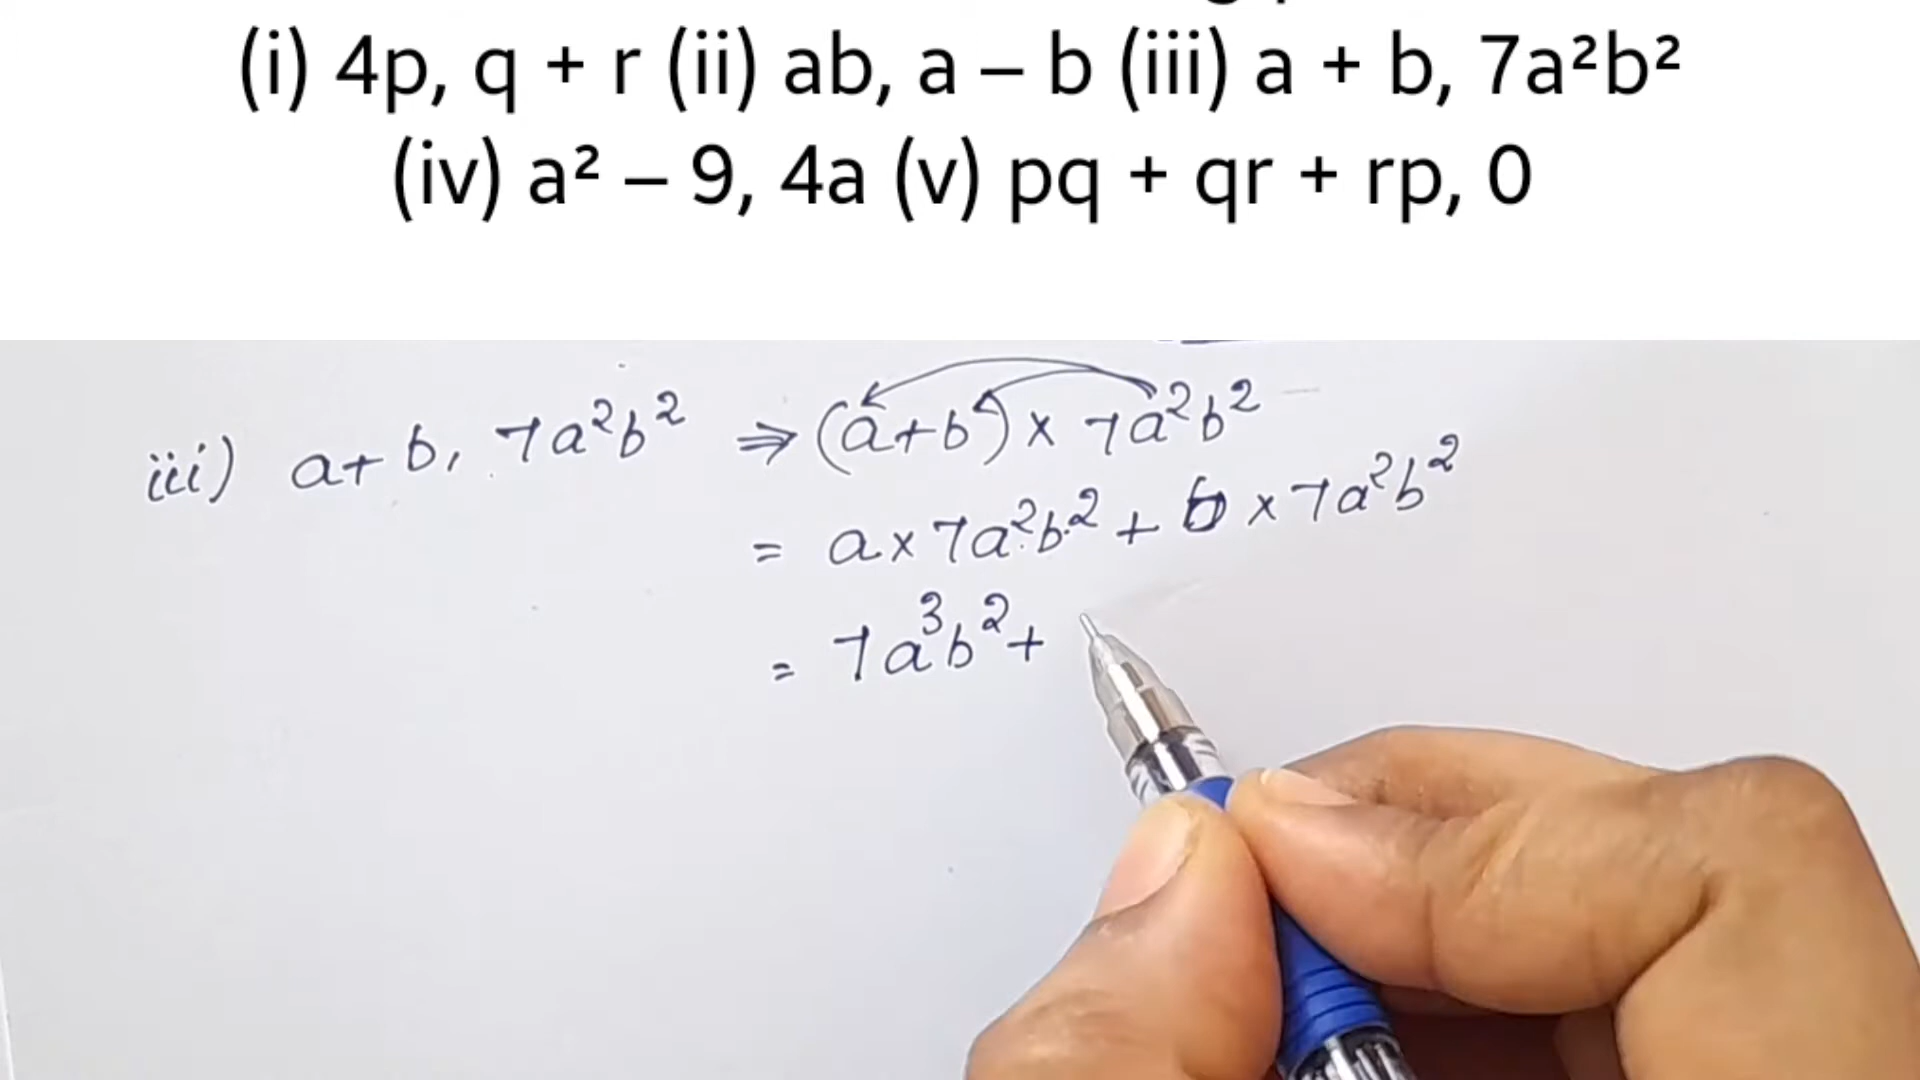 (i) 4p, q + r (ii) ab, a – b (iii) a + b, 7a²b²
(iv) a² – 9, 4a (v) pq + qr + rp, 0
iii) a+b, 7a²b² ⇒ (a+b) × 7a²b²
= a × 7a²b² + b × 7a²b²
= 7a³b² +